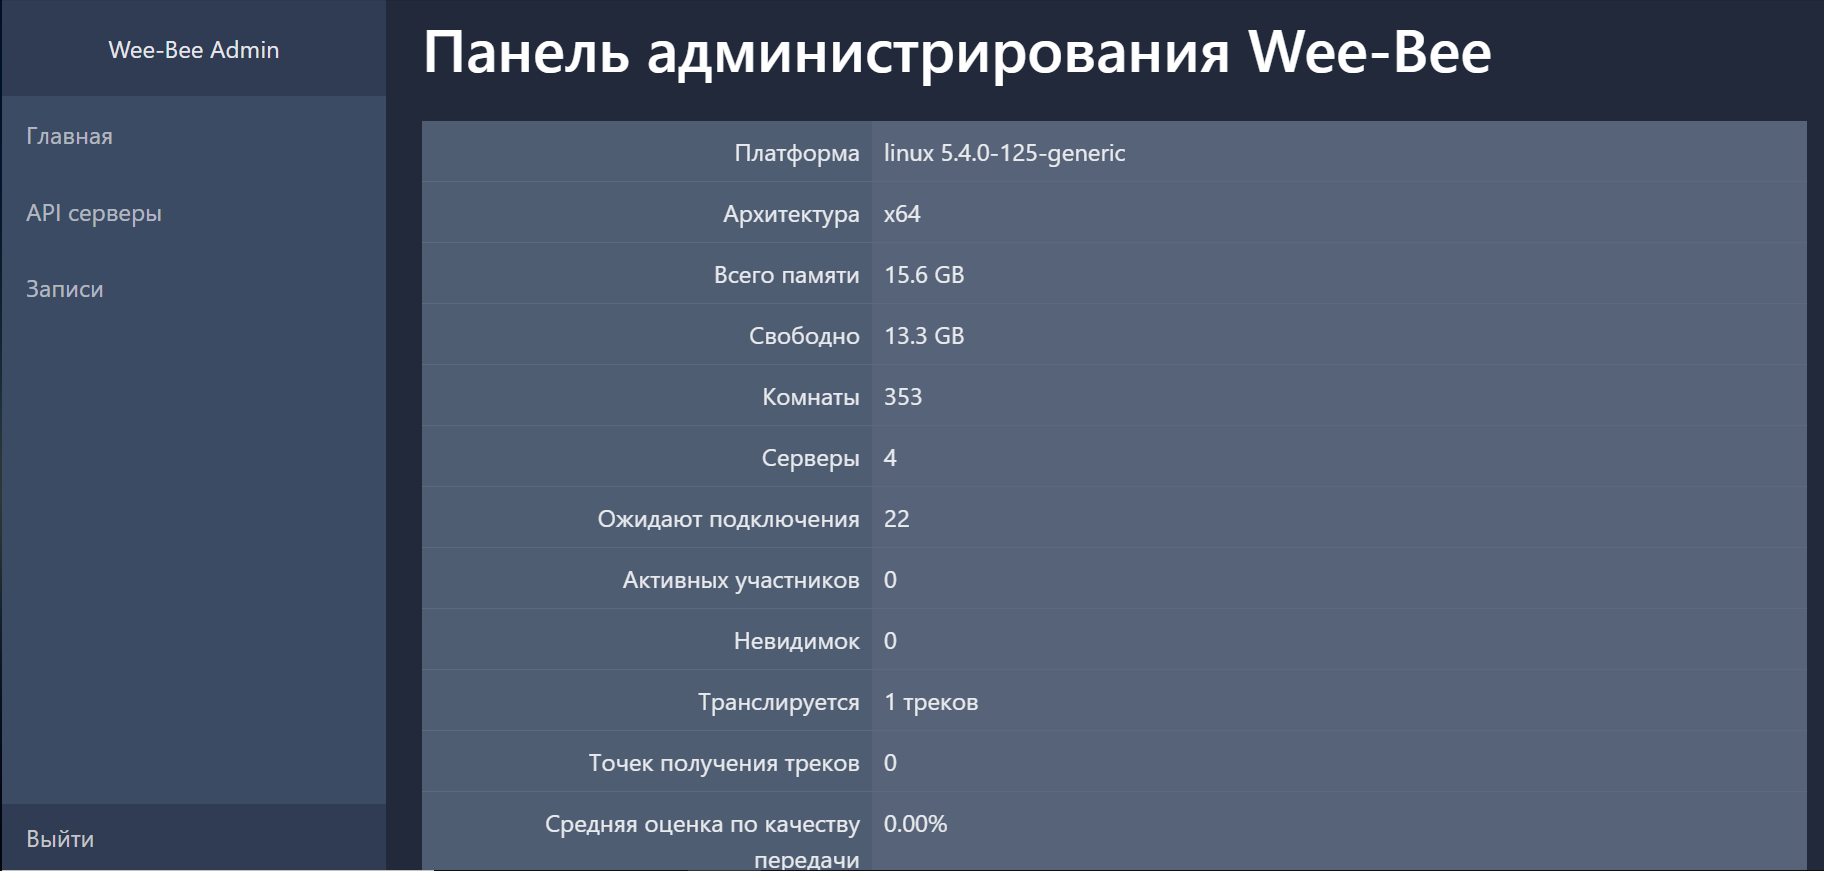 Wee-Bee Admin
Главная
API серверы
Записи
Выйти
Панель администрирования Wee-Bee
Платформа linux 5.4.0-125-generic
Архитектура x64
Всего памяти 15.6 GB
Свободно 13.3 GB
Комнаты 353
Серверы 4
Ожидают подключения 22
Активных участников 0
Невидимок 0
Транслируется 1 треков
Точек получения треков 0
Средняя оценка по качеству 0.00%
передачи